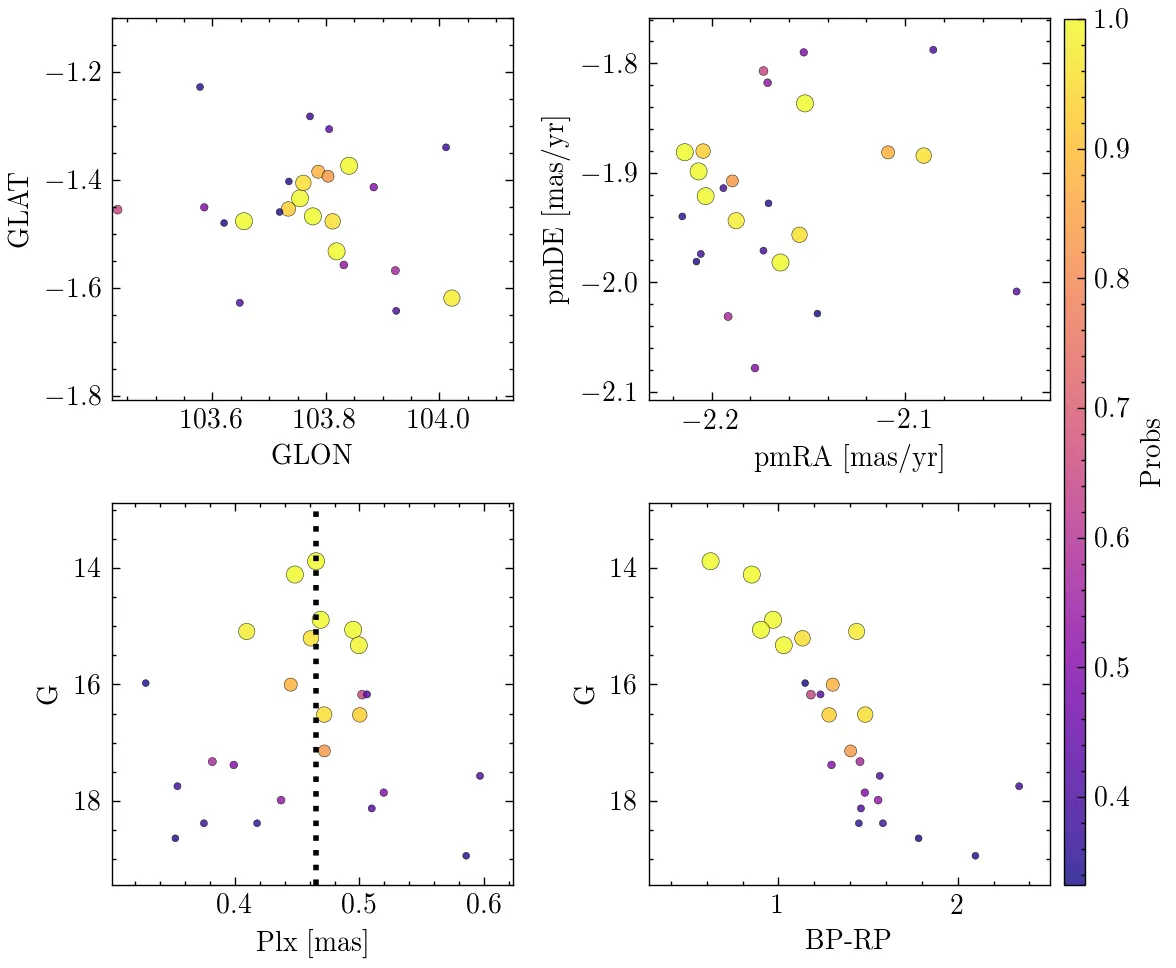 −1.2
−1.4
−1.6
−1.8
GLAT
103.6 103.8 104.0
GLON
−1.8
−1.9
−2.0
−2.1
pmDE [mas/yr]
−2.2 −2.1
pmRA [mas/yr]
14
16
18
G
0.4 0.5 0.6
Plx [mas]
14
16
18
G
1 2
BP-RP
1.0
0.9
0.8
0.7
0.6
0.5
0.4
Probs